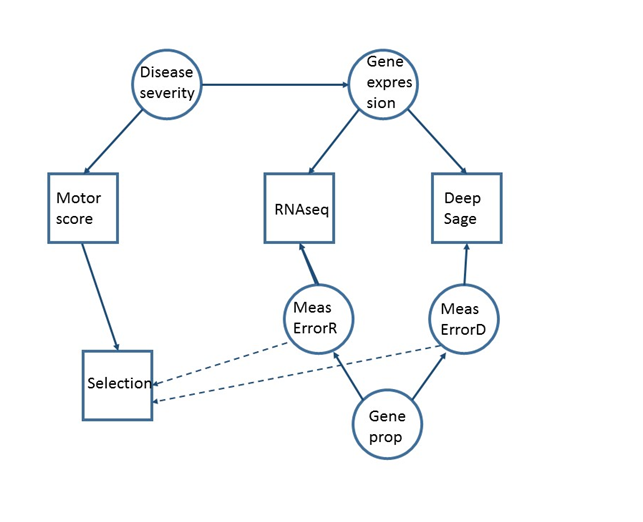 Disease
severity
Gene
expres
sion
Motor
score
RNAseq
Deep
Sage
Meas
ErrorR
Meas
ErrorD
Selection
Gene
prop